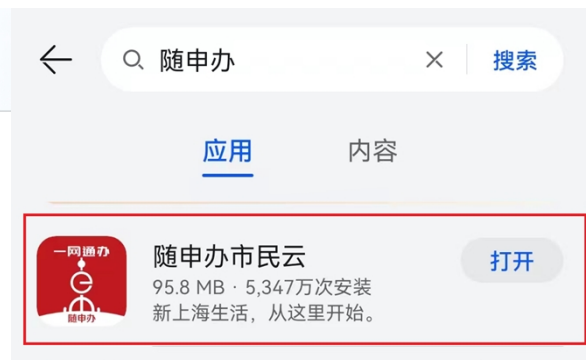 随申办
搜索
应用
内容
一网通办
随申办
随申办市民云
95.8 MB · 5,347万次安装
新上海生活，从这里开始。
打开